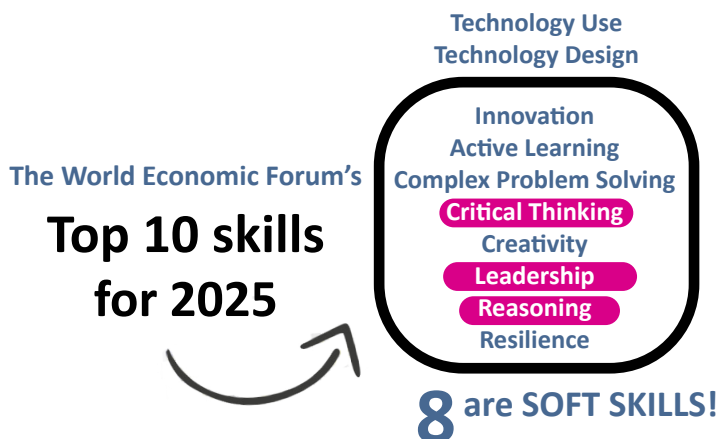 The World Economic Forum's
Top 10 skills
for 2025
Technology Use
Technology Design
Innovation
Active Learning
Complex Problem Solving
Critical Thinking
Creativity
Leadership
Reasoning
Resilience
8 are SOFT SKILLS!